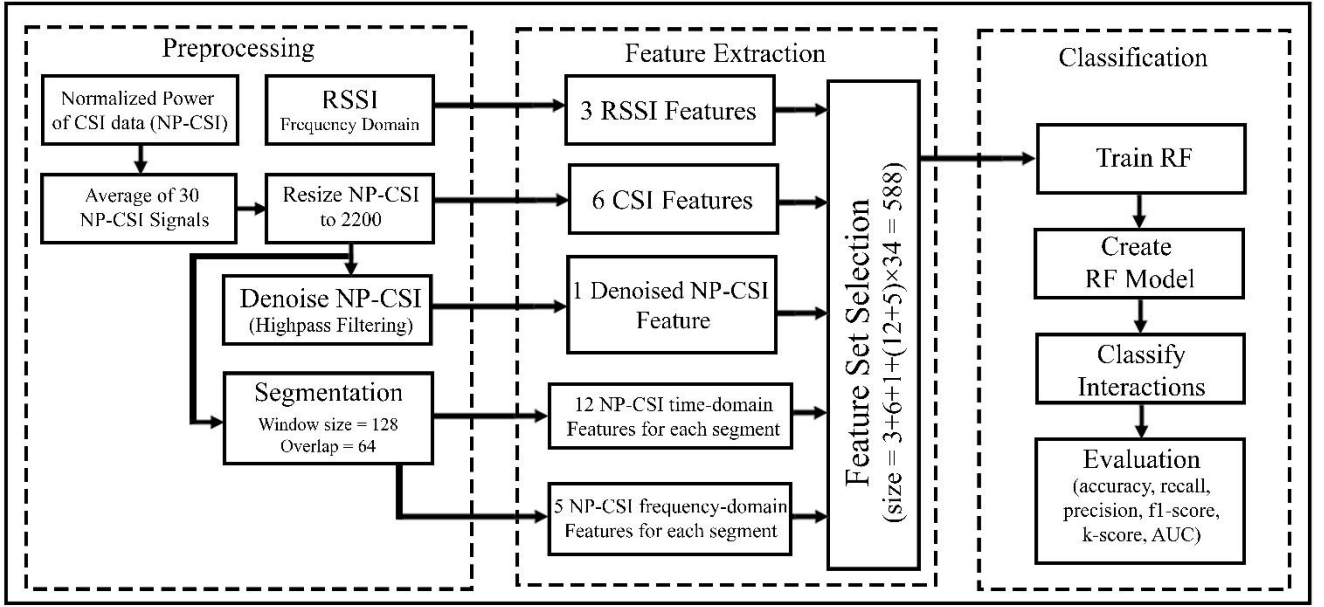 Preprocessing
Normalized Power
of CSI data (NP-CSI)
RSSI
Frequency Domain
Average of 30
NP-CSI Signals
Resize NP-CSI
to 2200
Denoise NP-CSI
(Highpass Filtering)
Segmentation
Window size = 128
Overlap = 64
Feature Extraction
3 RSSI Features
6 CSI Features
1 Denoised NP-CSI
Feature
12 NP-CSI time-domain
Features for each segment
5 NP-CSI frequency-domain
Features for each segment
Feature Set Selection
(size = 3+6+1+(12+5)×34 = 588)
Classification
Train RF
Create
RF Model
Classify
Interactions
Evaluation
(accuracy, recall,
precision, f1-score,
k-score, AUC)